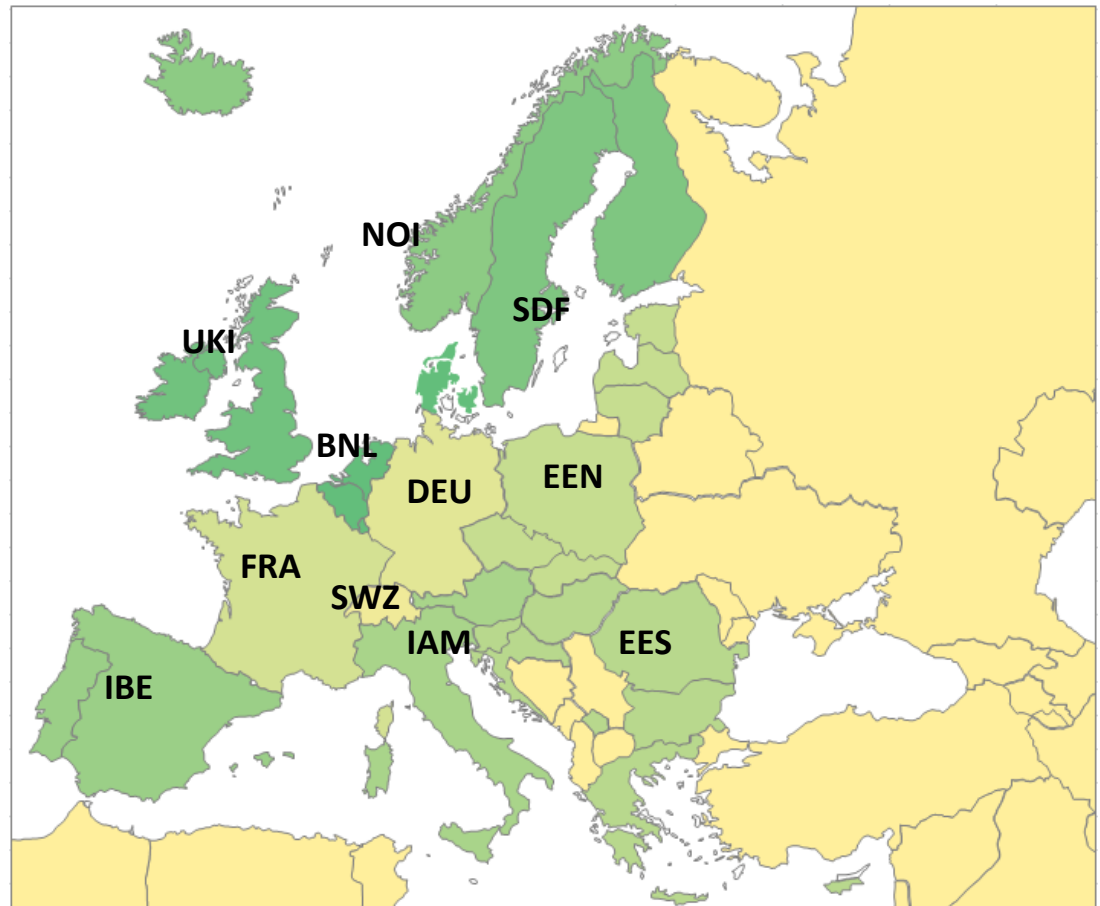 NOI
SDF
UKI
BNL
DEU
EEN
FRA
SWZ
IAM
EES
IBE